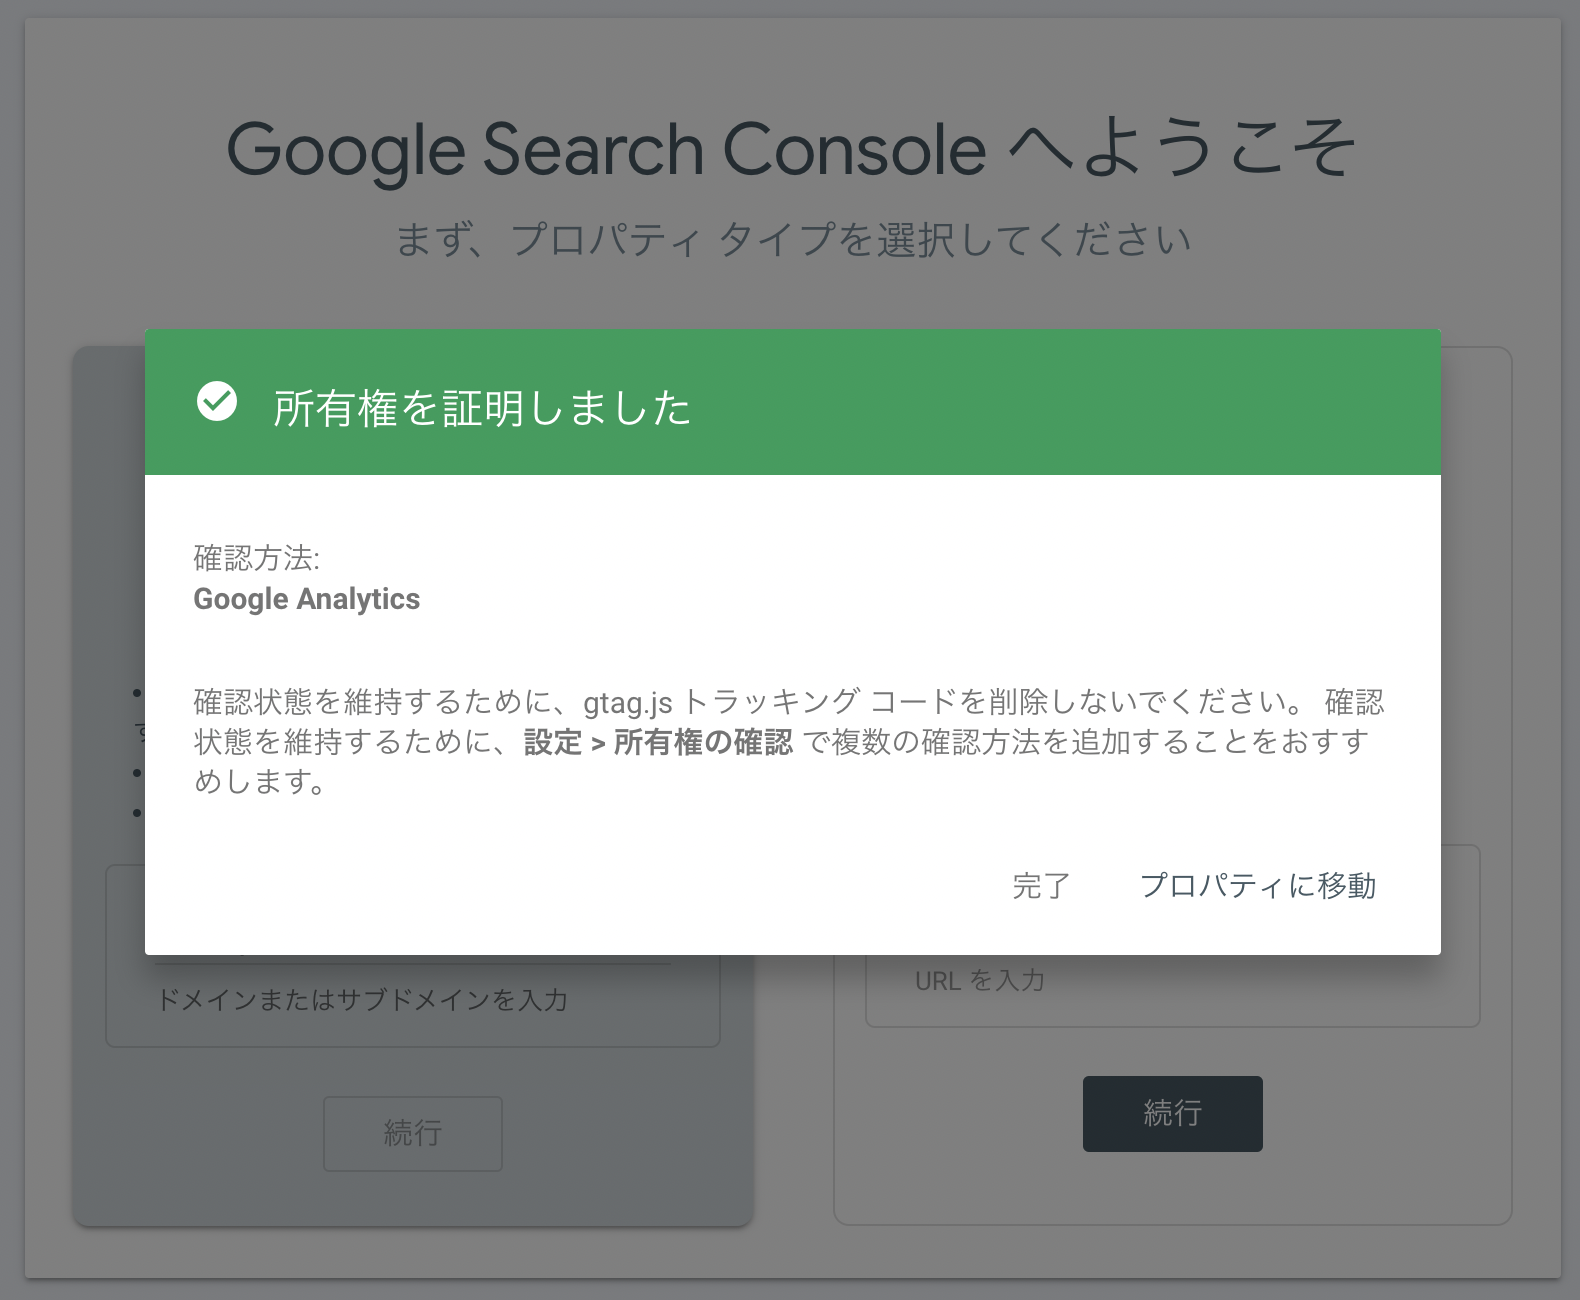 Google Search Console へようこそ
まず、プロパティ タイプを選択してください
所有権を証明しました
確認方法:
Google Analytics
確認状態を維持するために、gtag.js トラッキング コードを削除しないでください。 確認
状態を維持するために、設定 > 所有権の確認 で複数の確認方法を追加することをおすす
めします。
完了
プロパティに移動
ドメインまたはサブドメインを入力
続行
URL を入力
続行